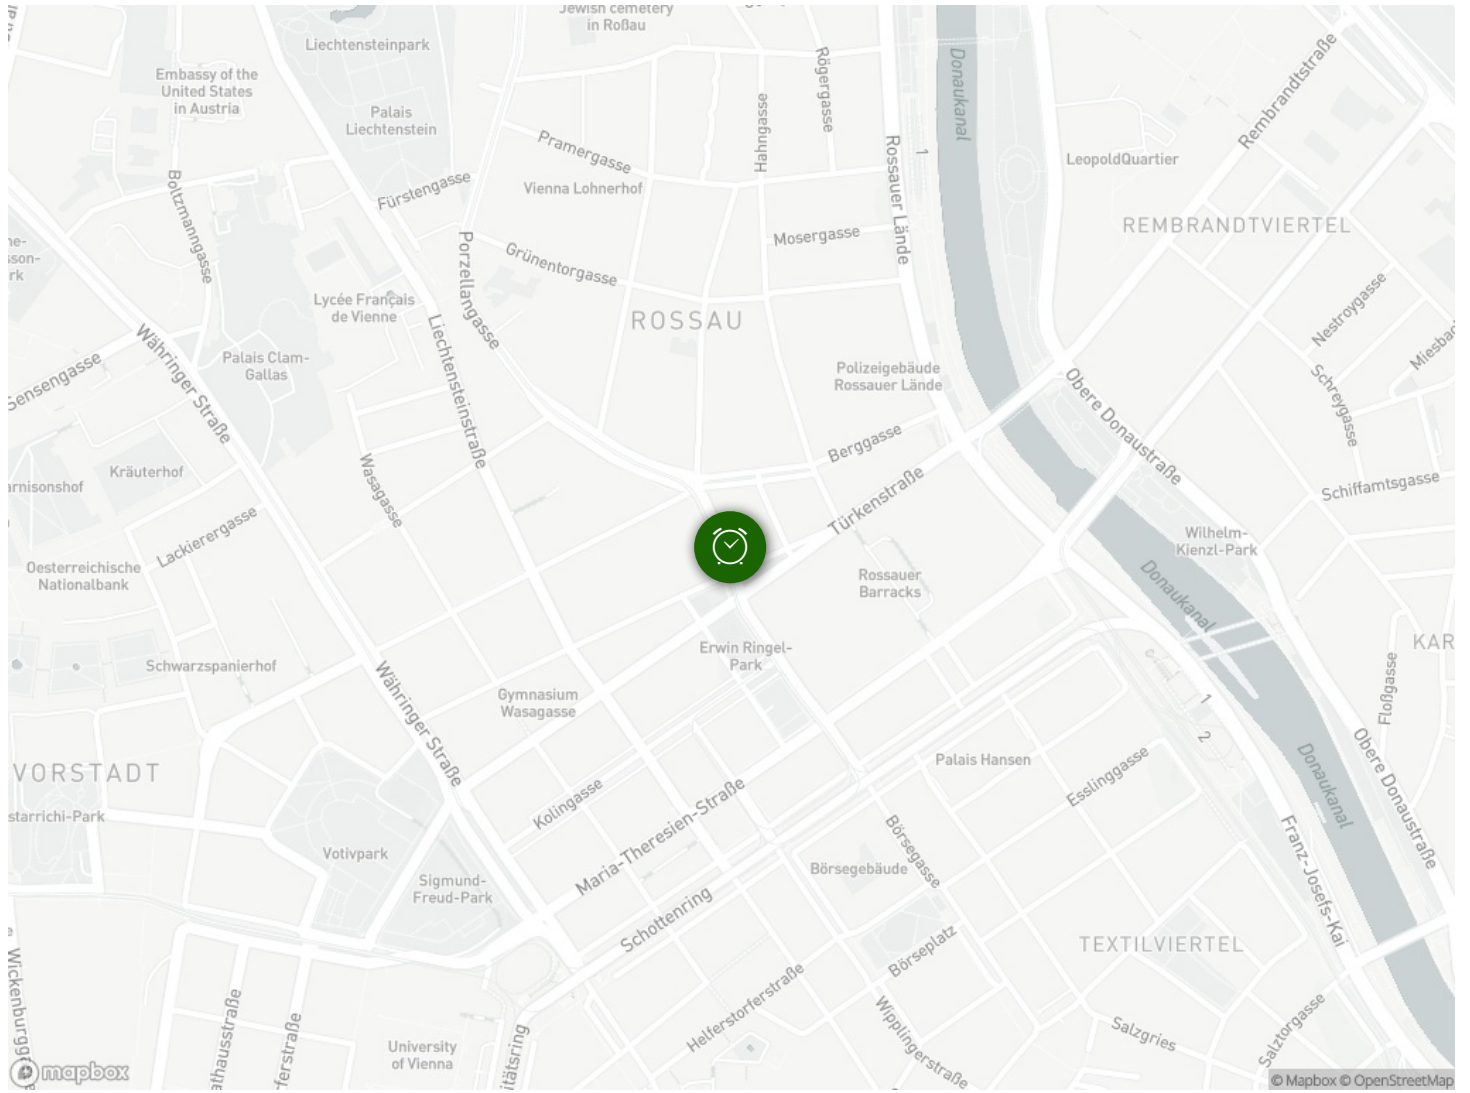 Jewish cemetery
in Roßau
Liechtensteinpark
Embassy of the
United States
in Austria
Palais
Liechtenstein
Rögergasse
Donaukanal
Rembrandtstraße
Hahngasse
Pramergasse
1
LeopoldQuartier
Rossauer Lände
Boltzmanngasse
Fürstengasse
Vienna Lohnerhof
REMBRANDTVIERTEL
Mosergasse
Porzellangasse
Grünentorgasse
Lycée Français
de Vienne
ROSSAU
Nestroygasse
Liechtensteinstraße
Währinger Straße
Palais Clam-
Gallas
Sensengasse
Polizeigebäude
Rossauer Lände
Obere Donaustraße
Schreygasse
Berggasse
Kräuterhof
Wasagasse
Türkenstraße
Schiffamtsgasse
Lackierergasse
Wilhelm-
Kienzl-Park
Oesterreichische
Nationalbank
Rossauer
Barracks
Donaukanal
Erwin Ringel-
Park
Schwarzspanierhof
Gymnasium
Wasagasse
Währinger Straße
1
2
Floßgasse
VORSTADT
Palais Hansen
Esslinggasse
Donaukanal
Obere Donaustraße
Kolingasse
Maria-Theresien-Straße
starrichi-Park
Votivpark
Börsegasse
Börsegebäude
Franz-Josefs-Kai
Sigmund-
Freud-Park
Schottenring
Börseplatz
TEXTILVIERTEL
Helferstorferstraße
Wipplingerstraße
Salzgries
Salztorgasse
University
of Vienna
mapbox
© Mapbox © OpenStreetMap